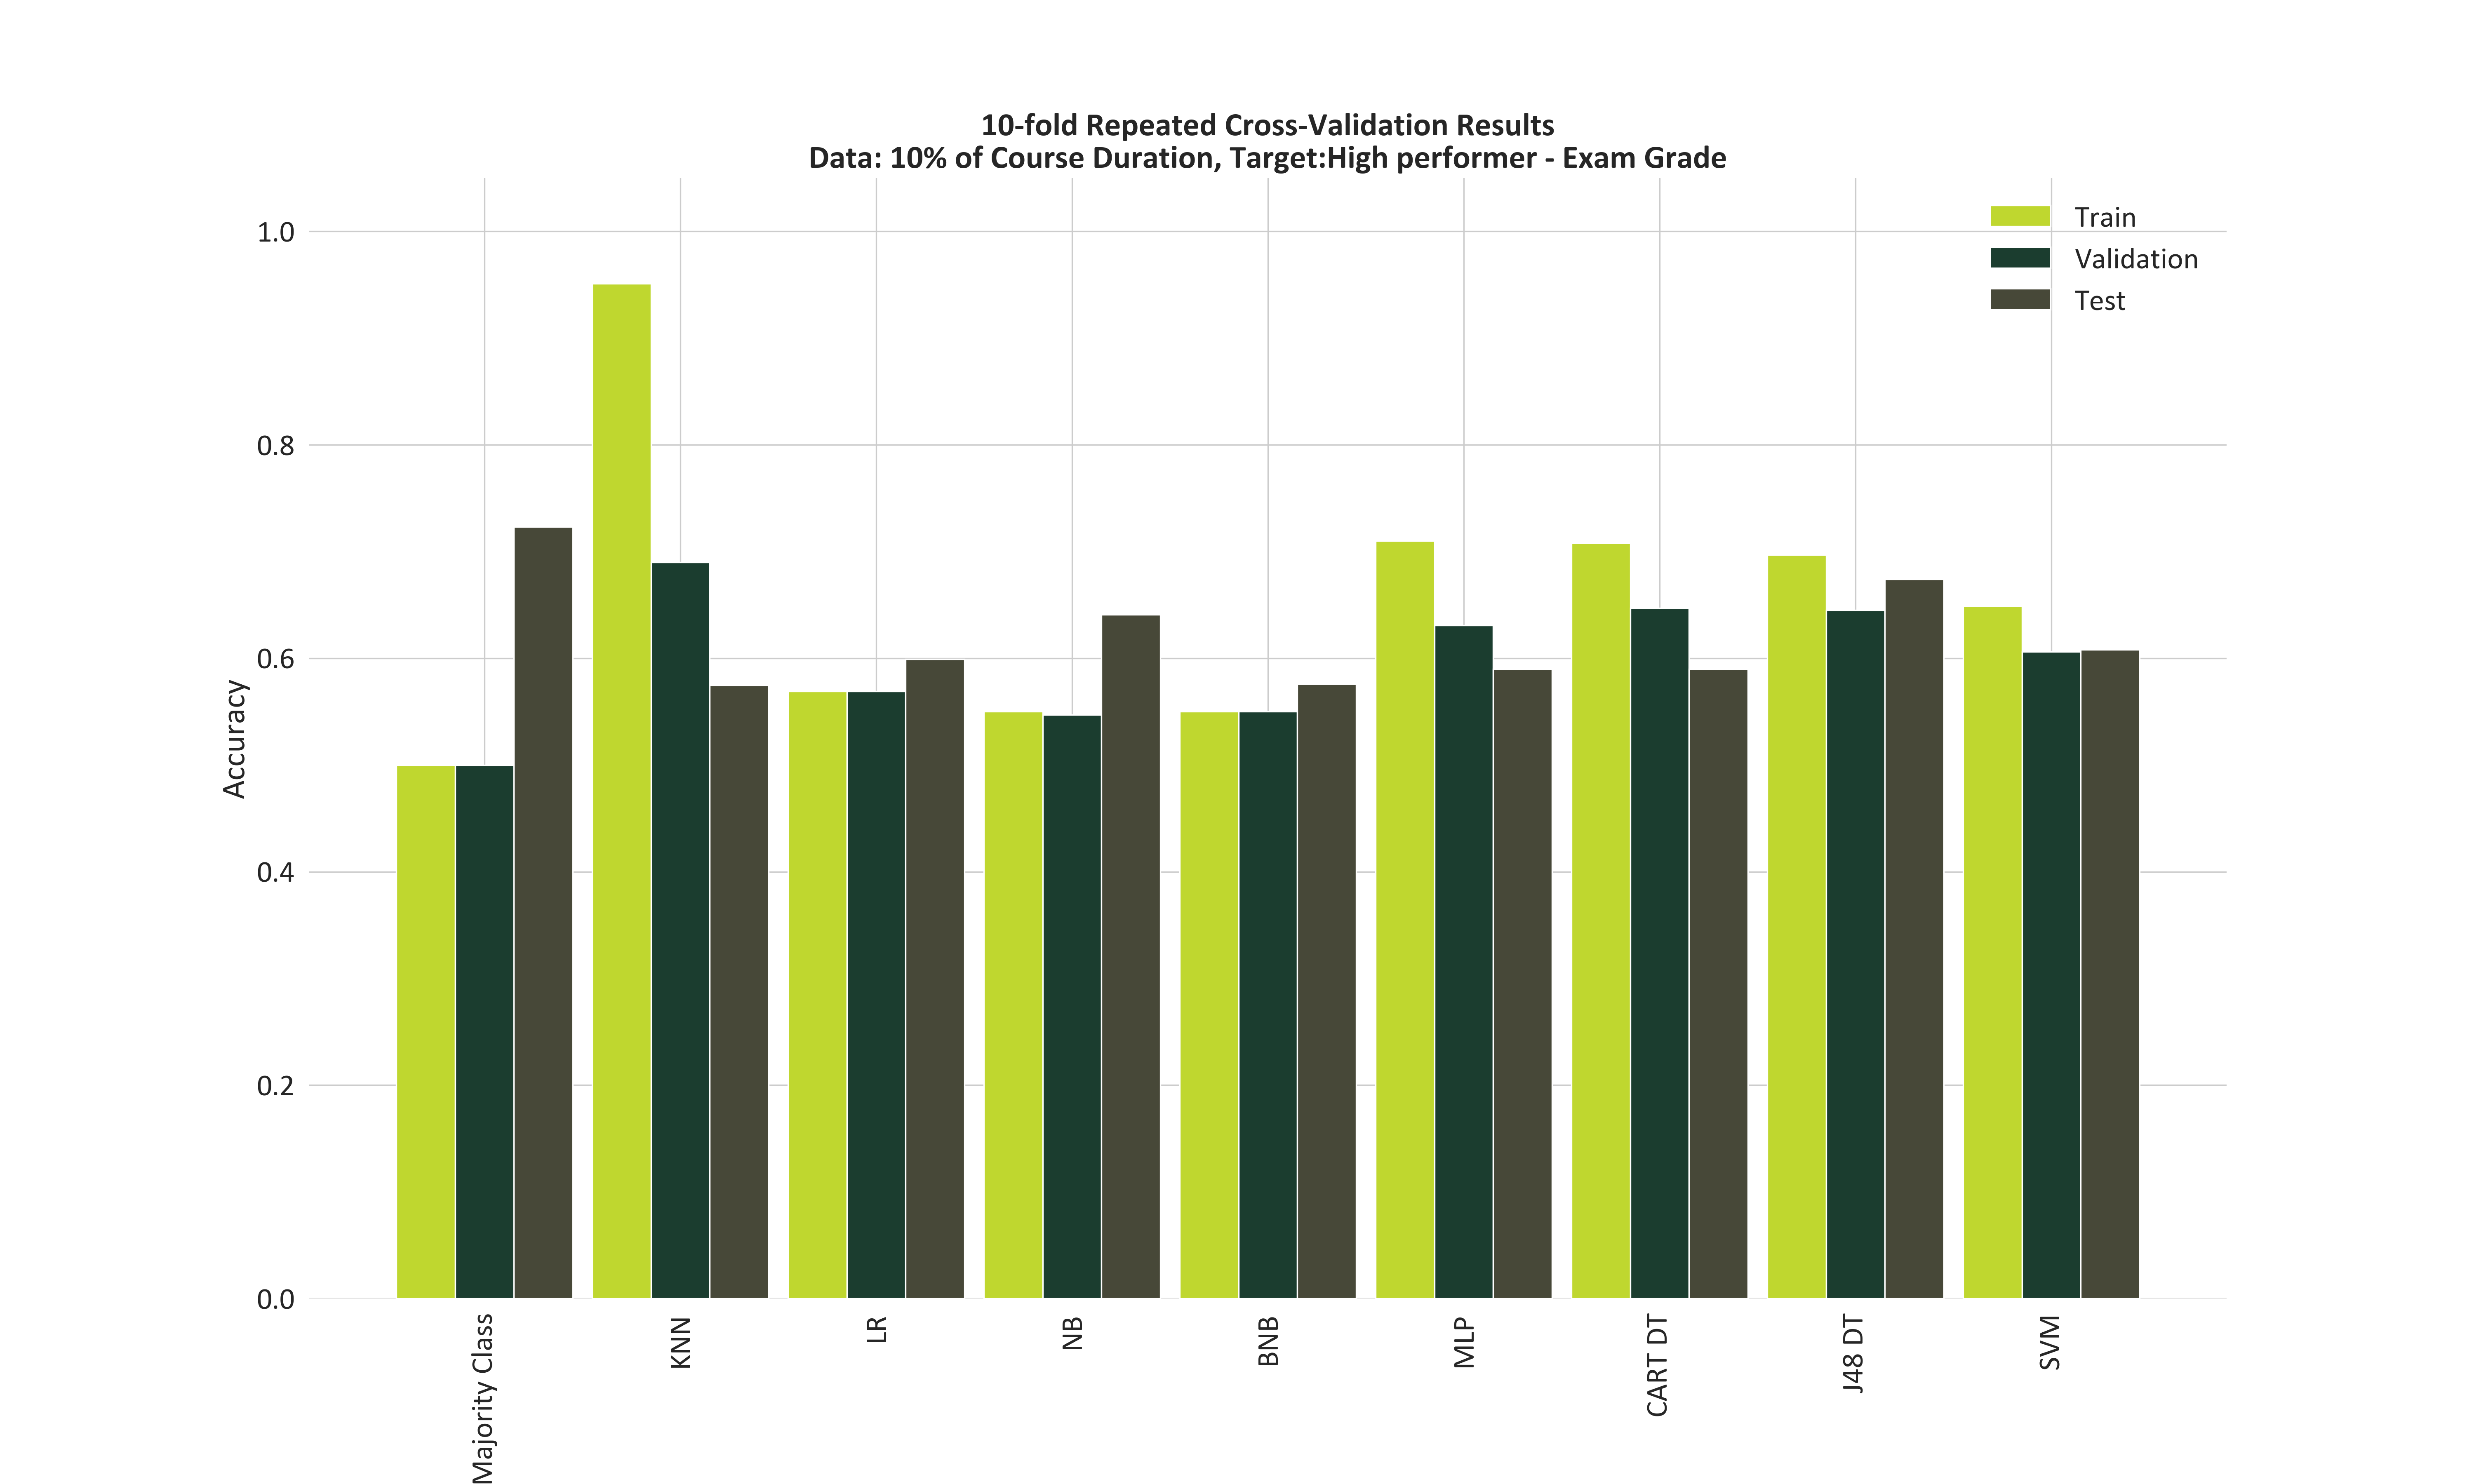 10-fold Repeated Cross-Validation Results
Data: 10% of Course Duration, Target:High performer - Exam Grade
Train
Validation
Test
Accuracy
1.0
0.8
0.6
0.4
0.2
0.0
Majority Class
KNN
LR
NB
BNB
MLP
CART DT
J48 DT
SVM